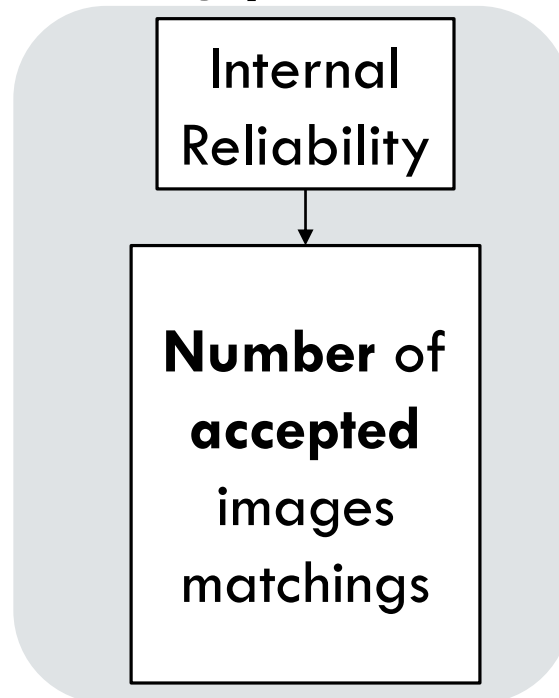 Internal
Reliability
Number of
accepted
images
matchings